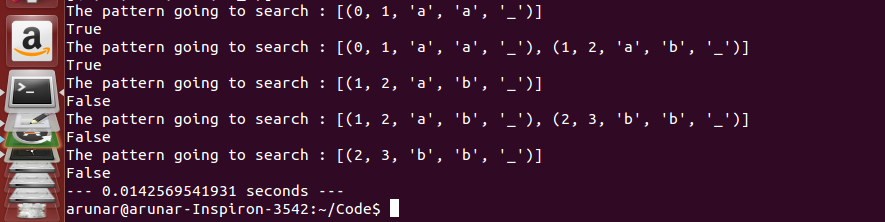 The pattern going to search : [(0, 1, 'a', 'a', '_')]
True
The pattern going to search : [(0, 1, 'a', 'a', '_'), (1, 2, 'a', 'b', '_')]
True
The pattern going to search : [(1, 2, 'a', 'b', '_')]
False
The pattern going to search : [(1, 2, 'a', 'b', '_'), (2, 3, 'b', 'b', '_')]
False
The pattern going to search : [(2, 3, 'b', 'b', '_')]
False
--- 0.0142569541931 seconds ---
arunar@arunar-Inspiron-3542:~/Code$